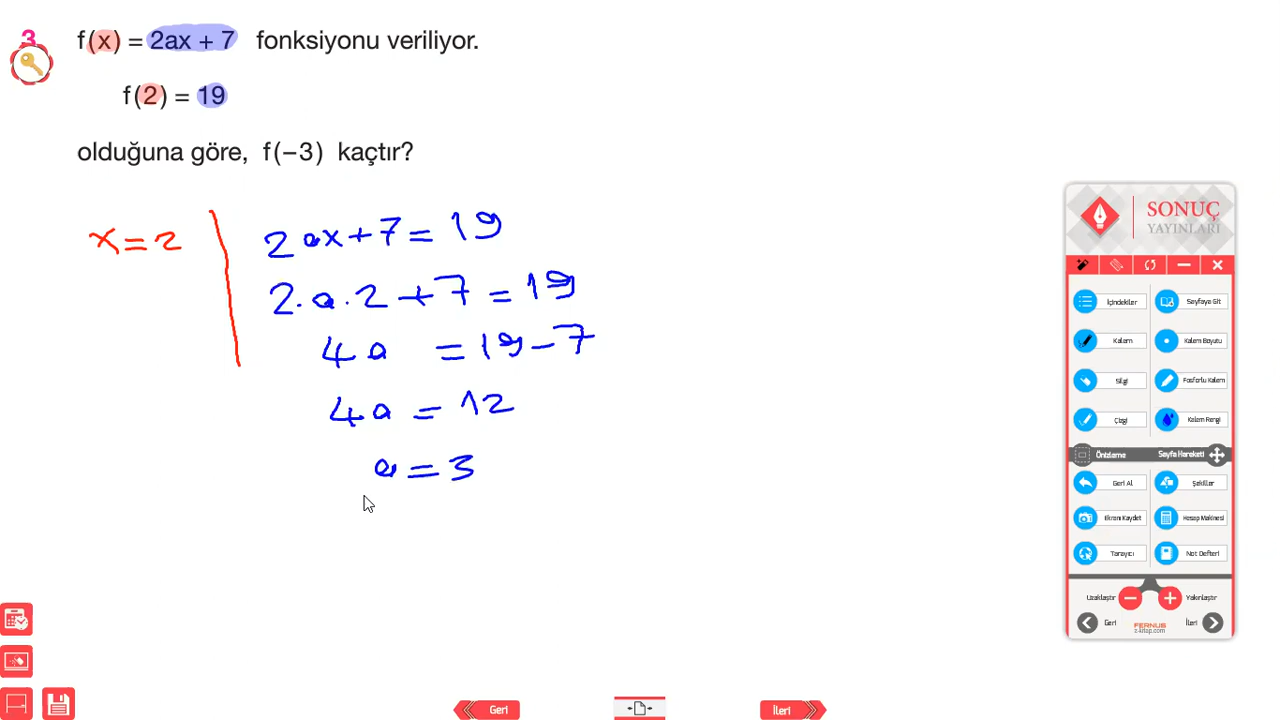 3
f(x) = 2ax + 7 fonksiyonu veriliyor.
f(2) = 19
olduğuna göre, f(−3) kaçtır?
x=2
2ax+7=19
2·a·2+7=19
4a =19-7
4a =12
a=3
SONUÇ
YAYINLARI
İçindekiler
Sayfaya Git
Kalem
Kalem Boyutu
Silgi
Fosforlu Kalem
Çizgi
Kalem Rengi
Önizleme
Sayfa Hareketi
Geri Al
Şekiller
Ekranı Kaydet
Hesap Makinesi
Tarayıcı
Not Defteri
Uzaklaştır
Yakınlaştır
Geri
FERNUS
z-kitap.com
İleri
Geri
İleri